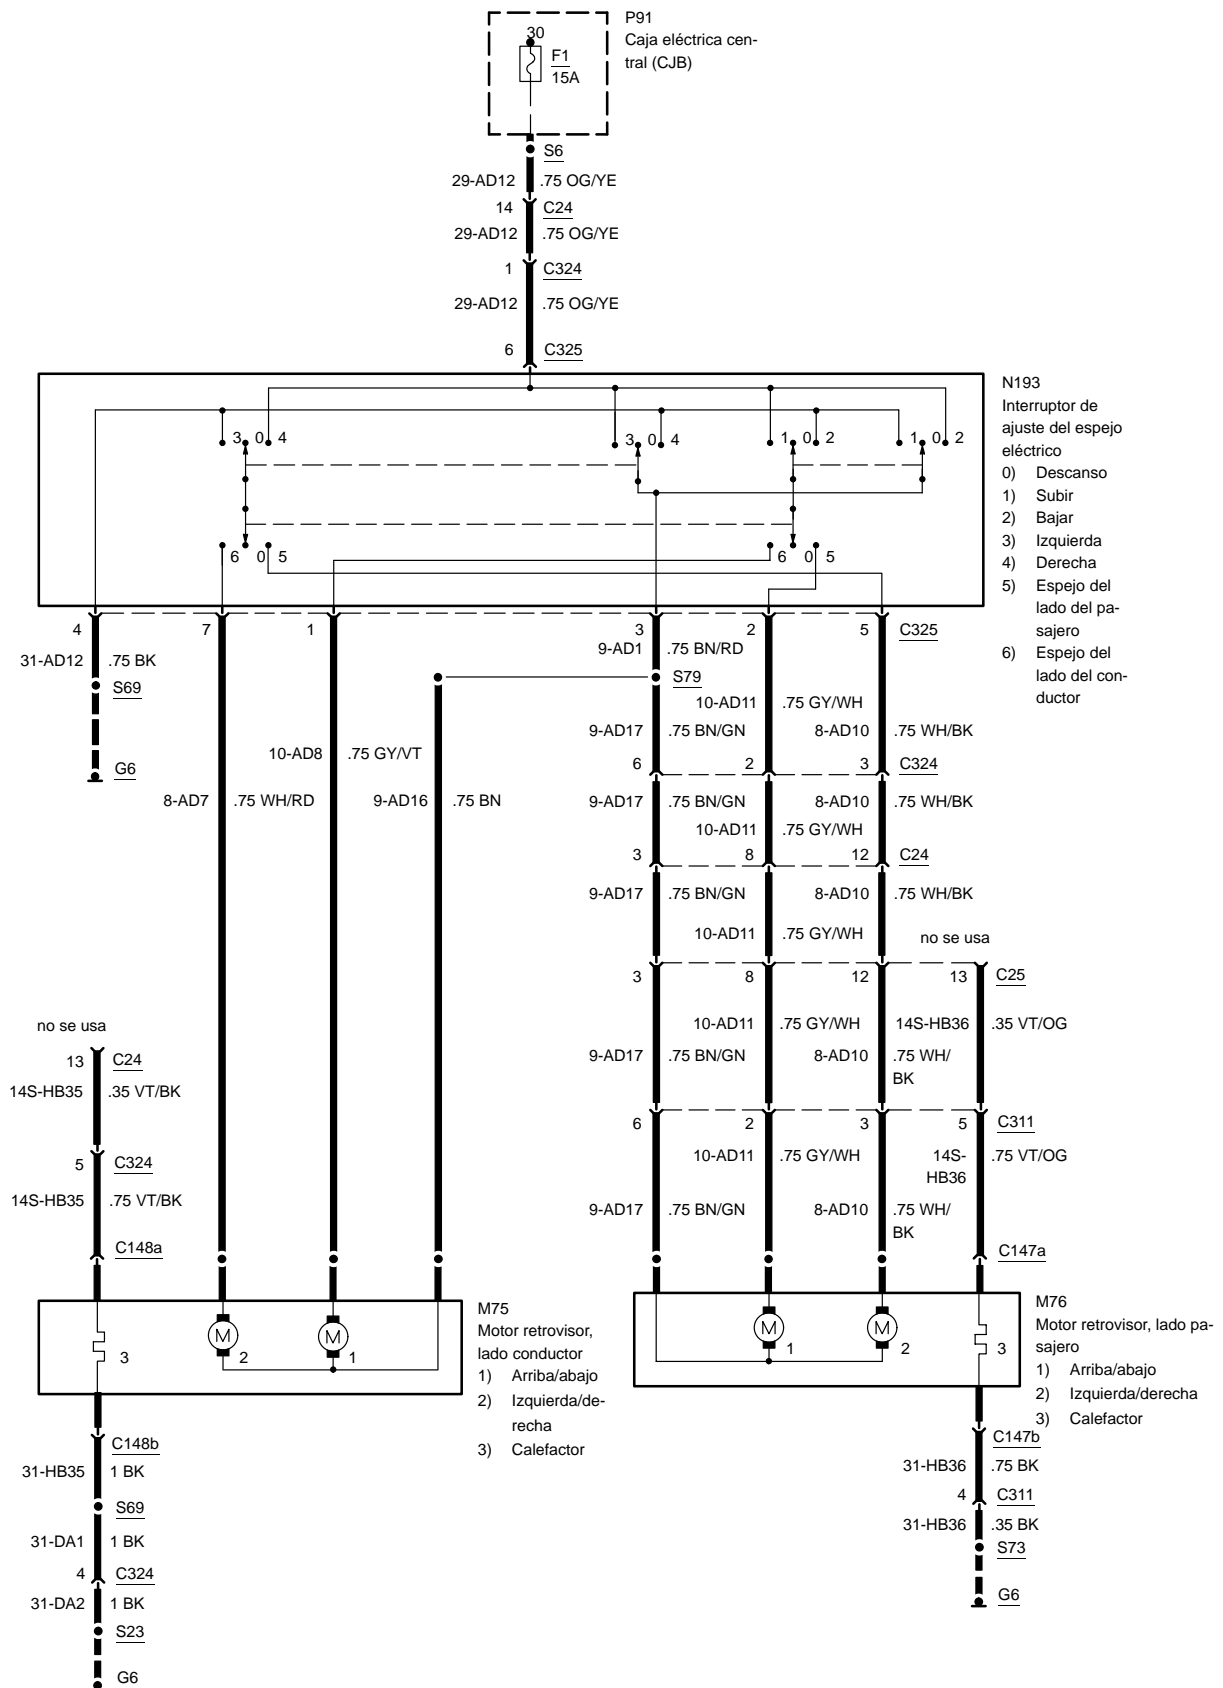 P91
Caja eléctrica cen-
tral (CJB)
30
F1
15A
S6
29-AD12 .75 OG/YE
14 C24
29-AD12 .75 OG/YE
1 C324
29-AD12 .75 OG/YE
6 C325
N193
Interruptor de
ajuste del espejo
eléctrico
0) Descanso
1) Subir
2) Bajar
3) Izquierda
4) Derecha
5) Espejo del
lado del pa-
sajero
6) Espejo del
lado del con-
ductor
3 0 4 3 0 4 1 0 2 1 0 2
6 0 5 6 0 5
4 7 1 3 2 5 C325
31-AD12 .75 BK
S69
G6
9-AD1 .75 BN/RD
S79
10-AD11 .75 GY/WH
9-AD17 .75 BN/GN 8-AD10 .75 WH/BK
10-AD8 .75 GY/VT
6 2 3 C324
8-AD7 .75 WH/RD 9-AD16 .75 BN 9-AD17 .75 BN/GN 8-AD10 .75 WH/BK
10-AD11 .75 GY/WH
3 8 12 C24
9-AD17 .75 BN/GN 8-AD10 .75 WH/BK
10-AD11 .75 GY/WH no se usa
3 8 12 13 C25
10-AD11 .75 GY/WH 14S-HB36 .35 VT/OG
9-AD17 .75 BN/GN 8-AD10 .75 WH/
BK
6 2 3 5 C311
10-AD11 .75 GY/WH 14S-
HB36 .75 VT/OG
9-AD17 .75 BN/GN 8-AD10 .75 WH/
BK
C147a
no se usa
13 C24
14S-HB35 .35 VT/BK
5 C324
14S-HB35 .75 VT/BK
C148a
M M
3 2 1
M75
Motor retrovisor,
lado conductor
1) Arriba/abajo
2) Izquierda/de-
recha
3) Calefactor
M M
1 2 3
M76
Motor retrovisor, lado pa-
sajero
1) Arriba/abajo
2) Izquierda/derecha
3) Calefactor
C148b
31-HB35 1 BK
S69
31-DA1 1 BK
4 C324
31-DA2 1 BK
S23
G6
C147b
31-HB36 .75 BK
4 C311
31-HB36 .35 BK
S73
G6